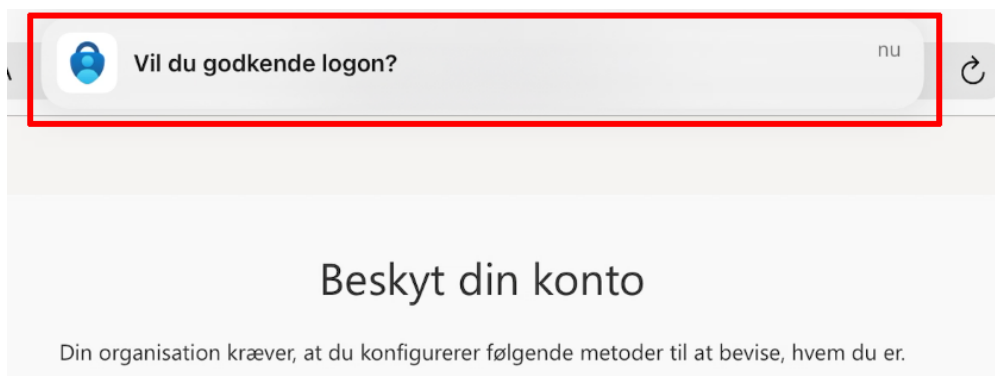 Vil du godkende logon?
nu
Beskyt din konto
Din organisation kræver, at du konfigurerer følgende metoder til at bevise, hvem du er.